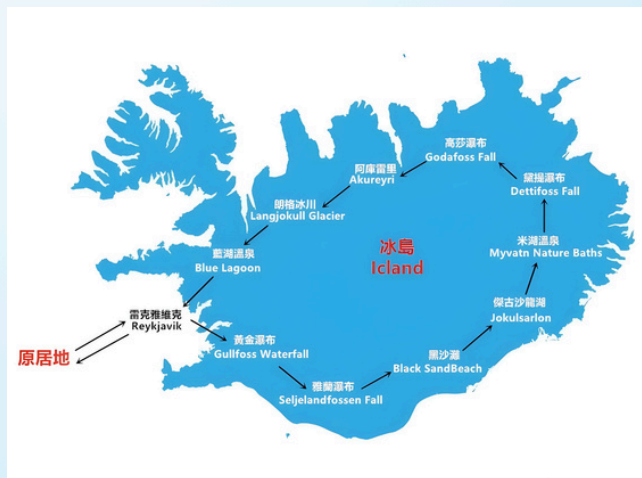 高莎瀑布
Godafoss Fall
阿庫雷里
Akureyri
黛提瀑布
Dettifoss Fall
朗格冰川
Langjokull Glacier
米湖溫泉
Myvatn Nature Baths
冰島
Icland
藍湖溫泉
Blue Lagoon
傑古沙龍湖
Jokulsarlon
雷克雅維克
Reykjavik
原居地
黃金瀑布
Gullfoss Waterfall
黑沙灘
Black SandBeach
雅蘭瀑布
Seljelandfossen Fall